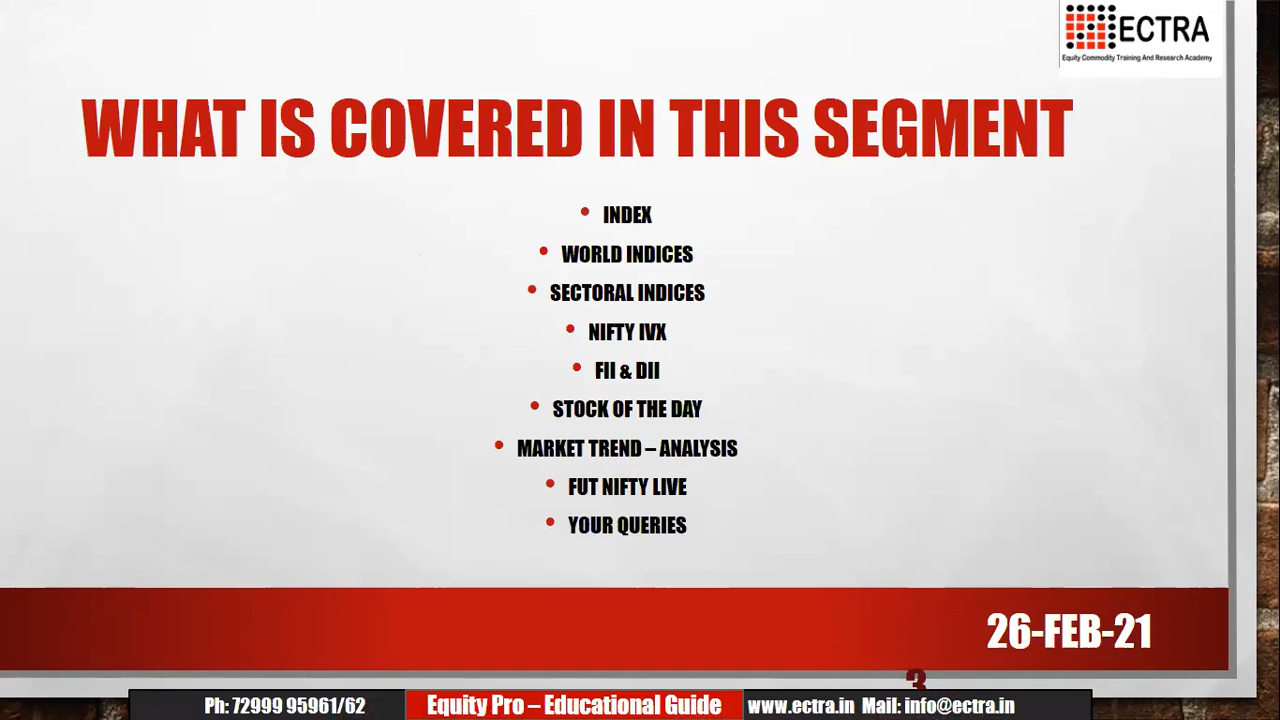 ECTRA
Equity Commodity Training And Research Academy
WHAT IS COVERED IN THIS SEGMENT
• INDEX
• WORLD INDICES
• SECTORAL INDICES
• NIFTY IVX
• FII & DII
• STOCK OF THE DAY
• MARKET TREND – ANALYSIS
• FUT NIFTY LIVE
• YOUR QUERIES
26-FEB-21
3
Ph: 72999 95961/62 Equity Pro – Educational Guide www.ectra.in Mail: info@ectra.in